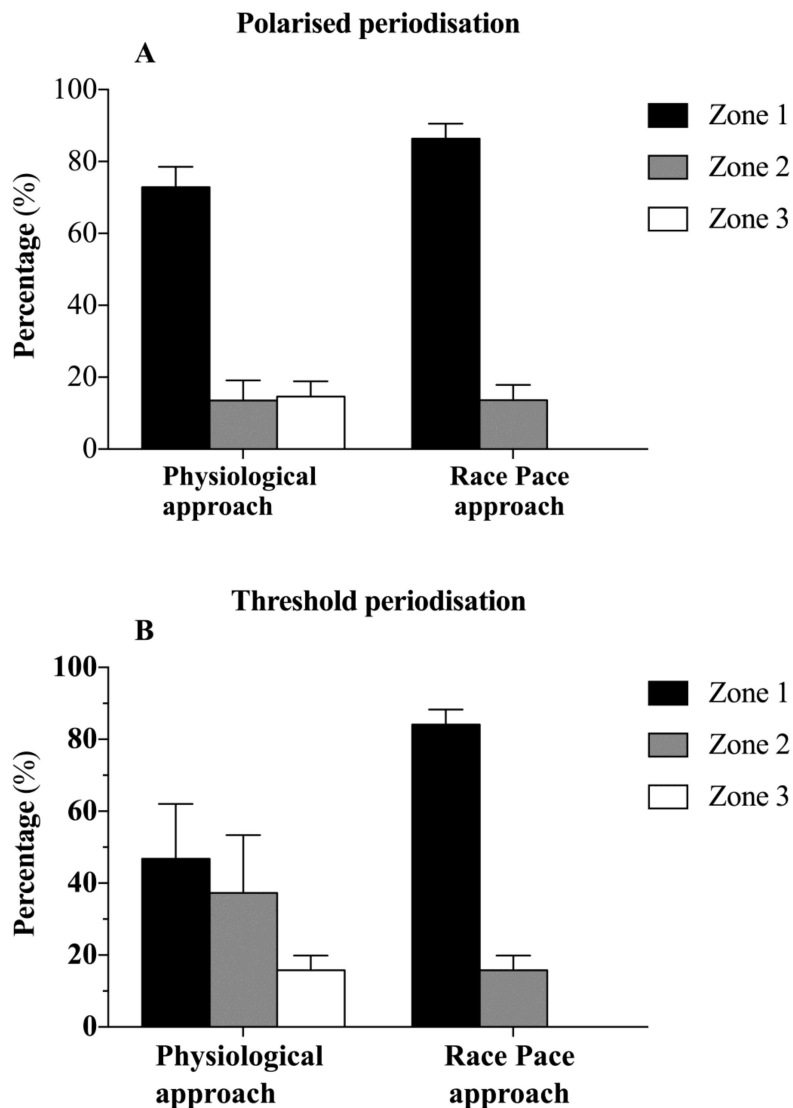 Polarised periodisation
A
Percentage (%)
100
80
60
40
20
0
Physiological
approach
Race Pace
approach
Zone 1
Zone 2
Zone 3
Threshold periodisation
B
Percentage (%)
100
80
60
40
20
0
Physiological
approach
Race Pace
approach
Zone 1
Zone 2
Zone 3